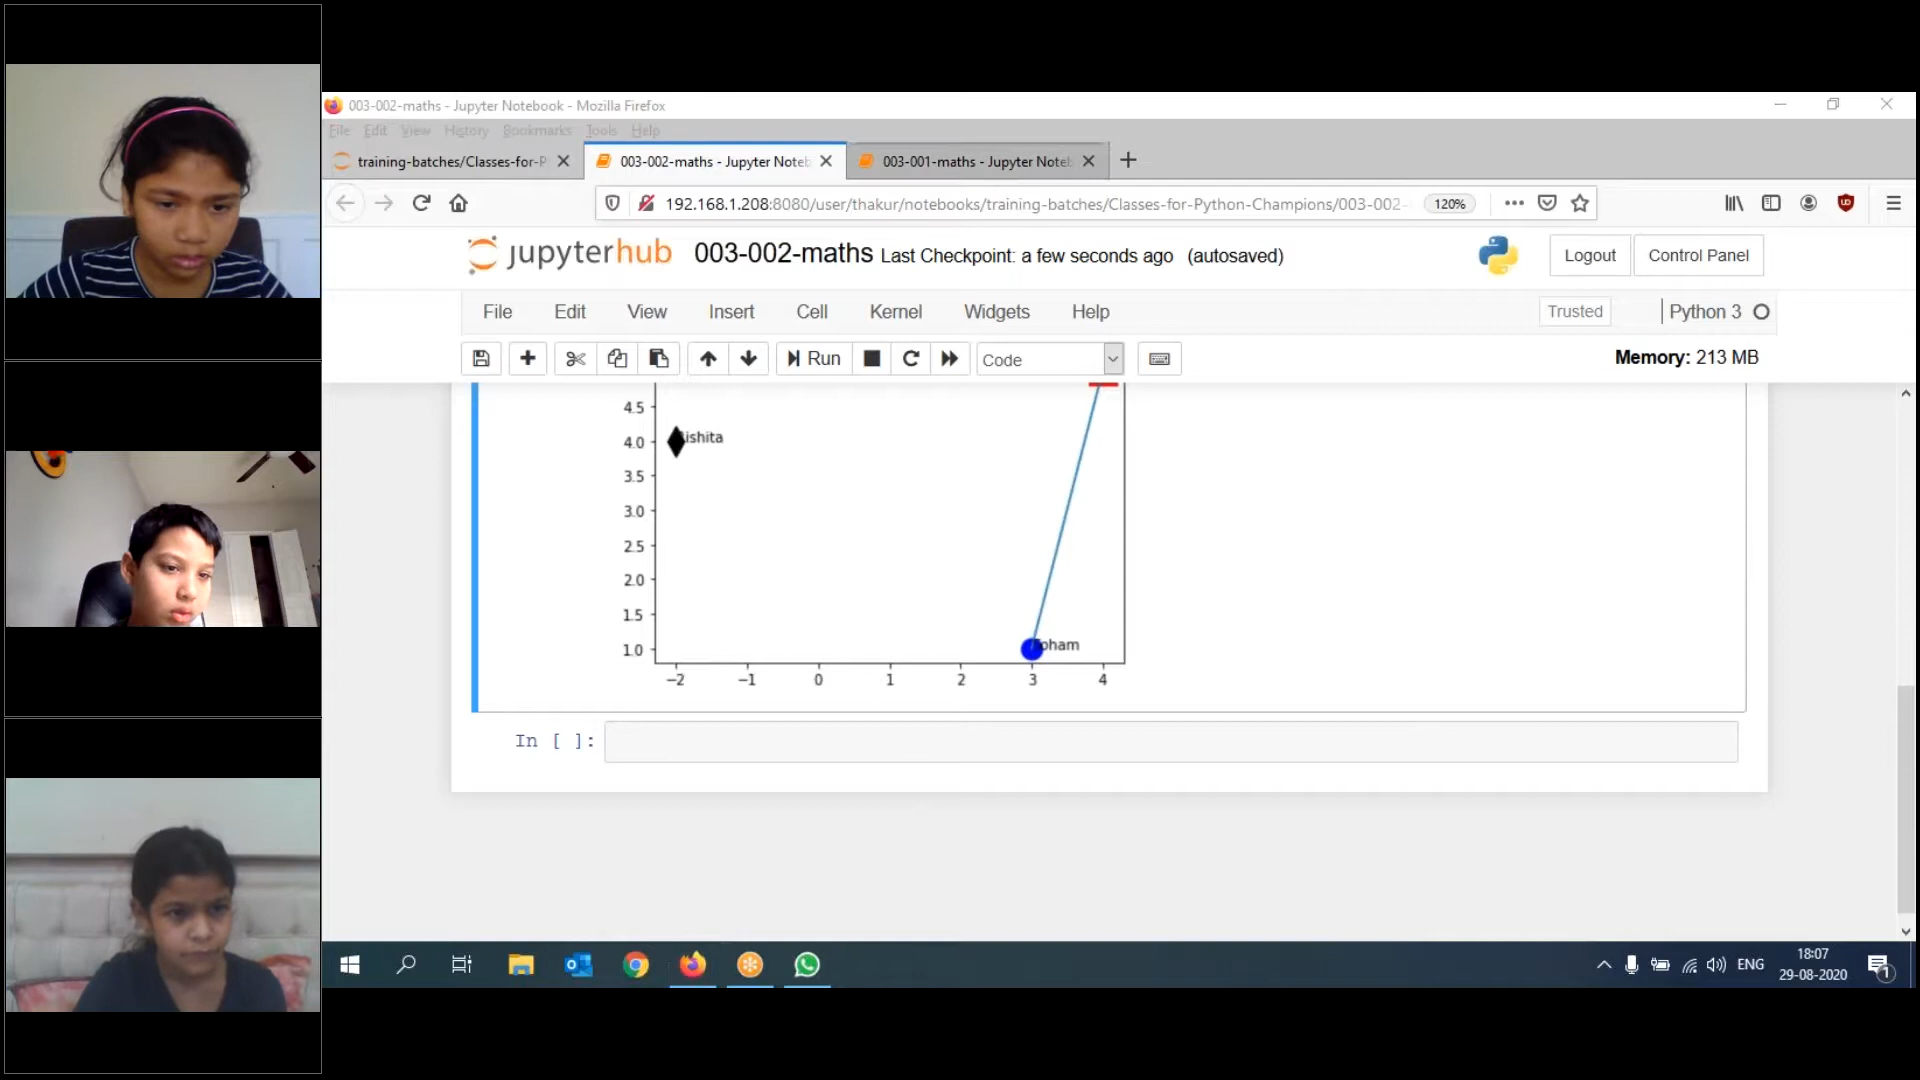 003-002-maths - Jupyter Notebook - Mozilla Firefox
File Edit View History Bookmarks Tools Help
training-batches/Classes-for-P
003-002-maths - Jupyter Noteb
003-001-maths - Jupyter Noteb
192.168.1.208:8080/user/thakur/notebooks/training-batches/Classes-for-Python-Champions/003-002-
120%
jupyterhub 003-002-maths Last Checkpoint: a few seconds ago (autosaved)
Logout Control Panel
File Edit View Insert Cell Kernel Widgets Help
Trusted Python 3
Run Code
Memory: 213 MB
4.5
4.0
ishita
3.5
3.0
2.5
2.0
1.5
1.0
oham
−2 −1 0 1 2 3 4
In [ ]:
ENG
18:07
29-08-2020
1